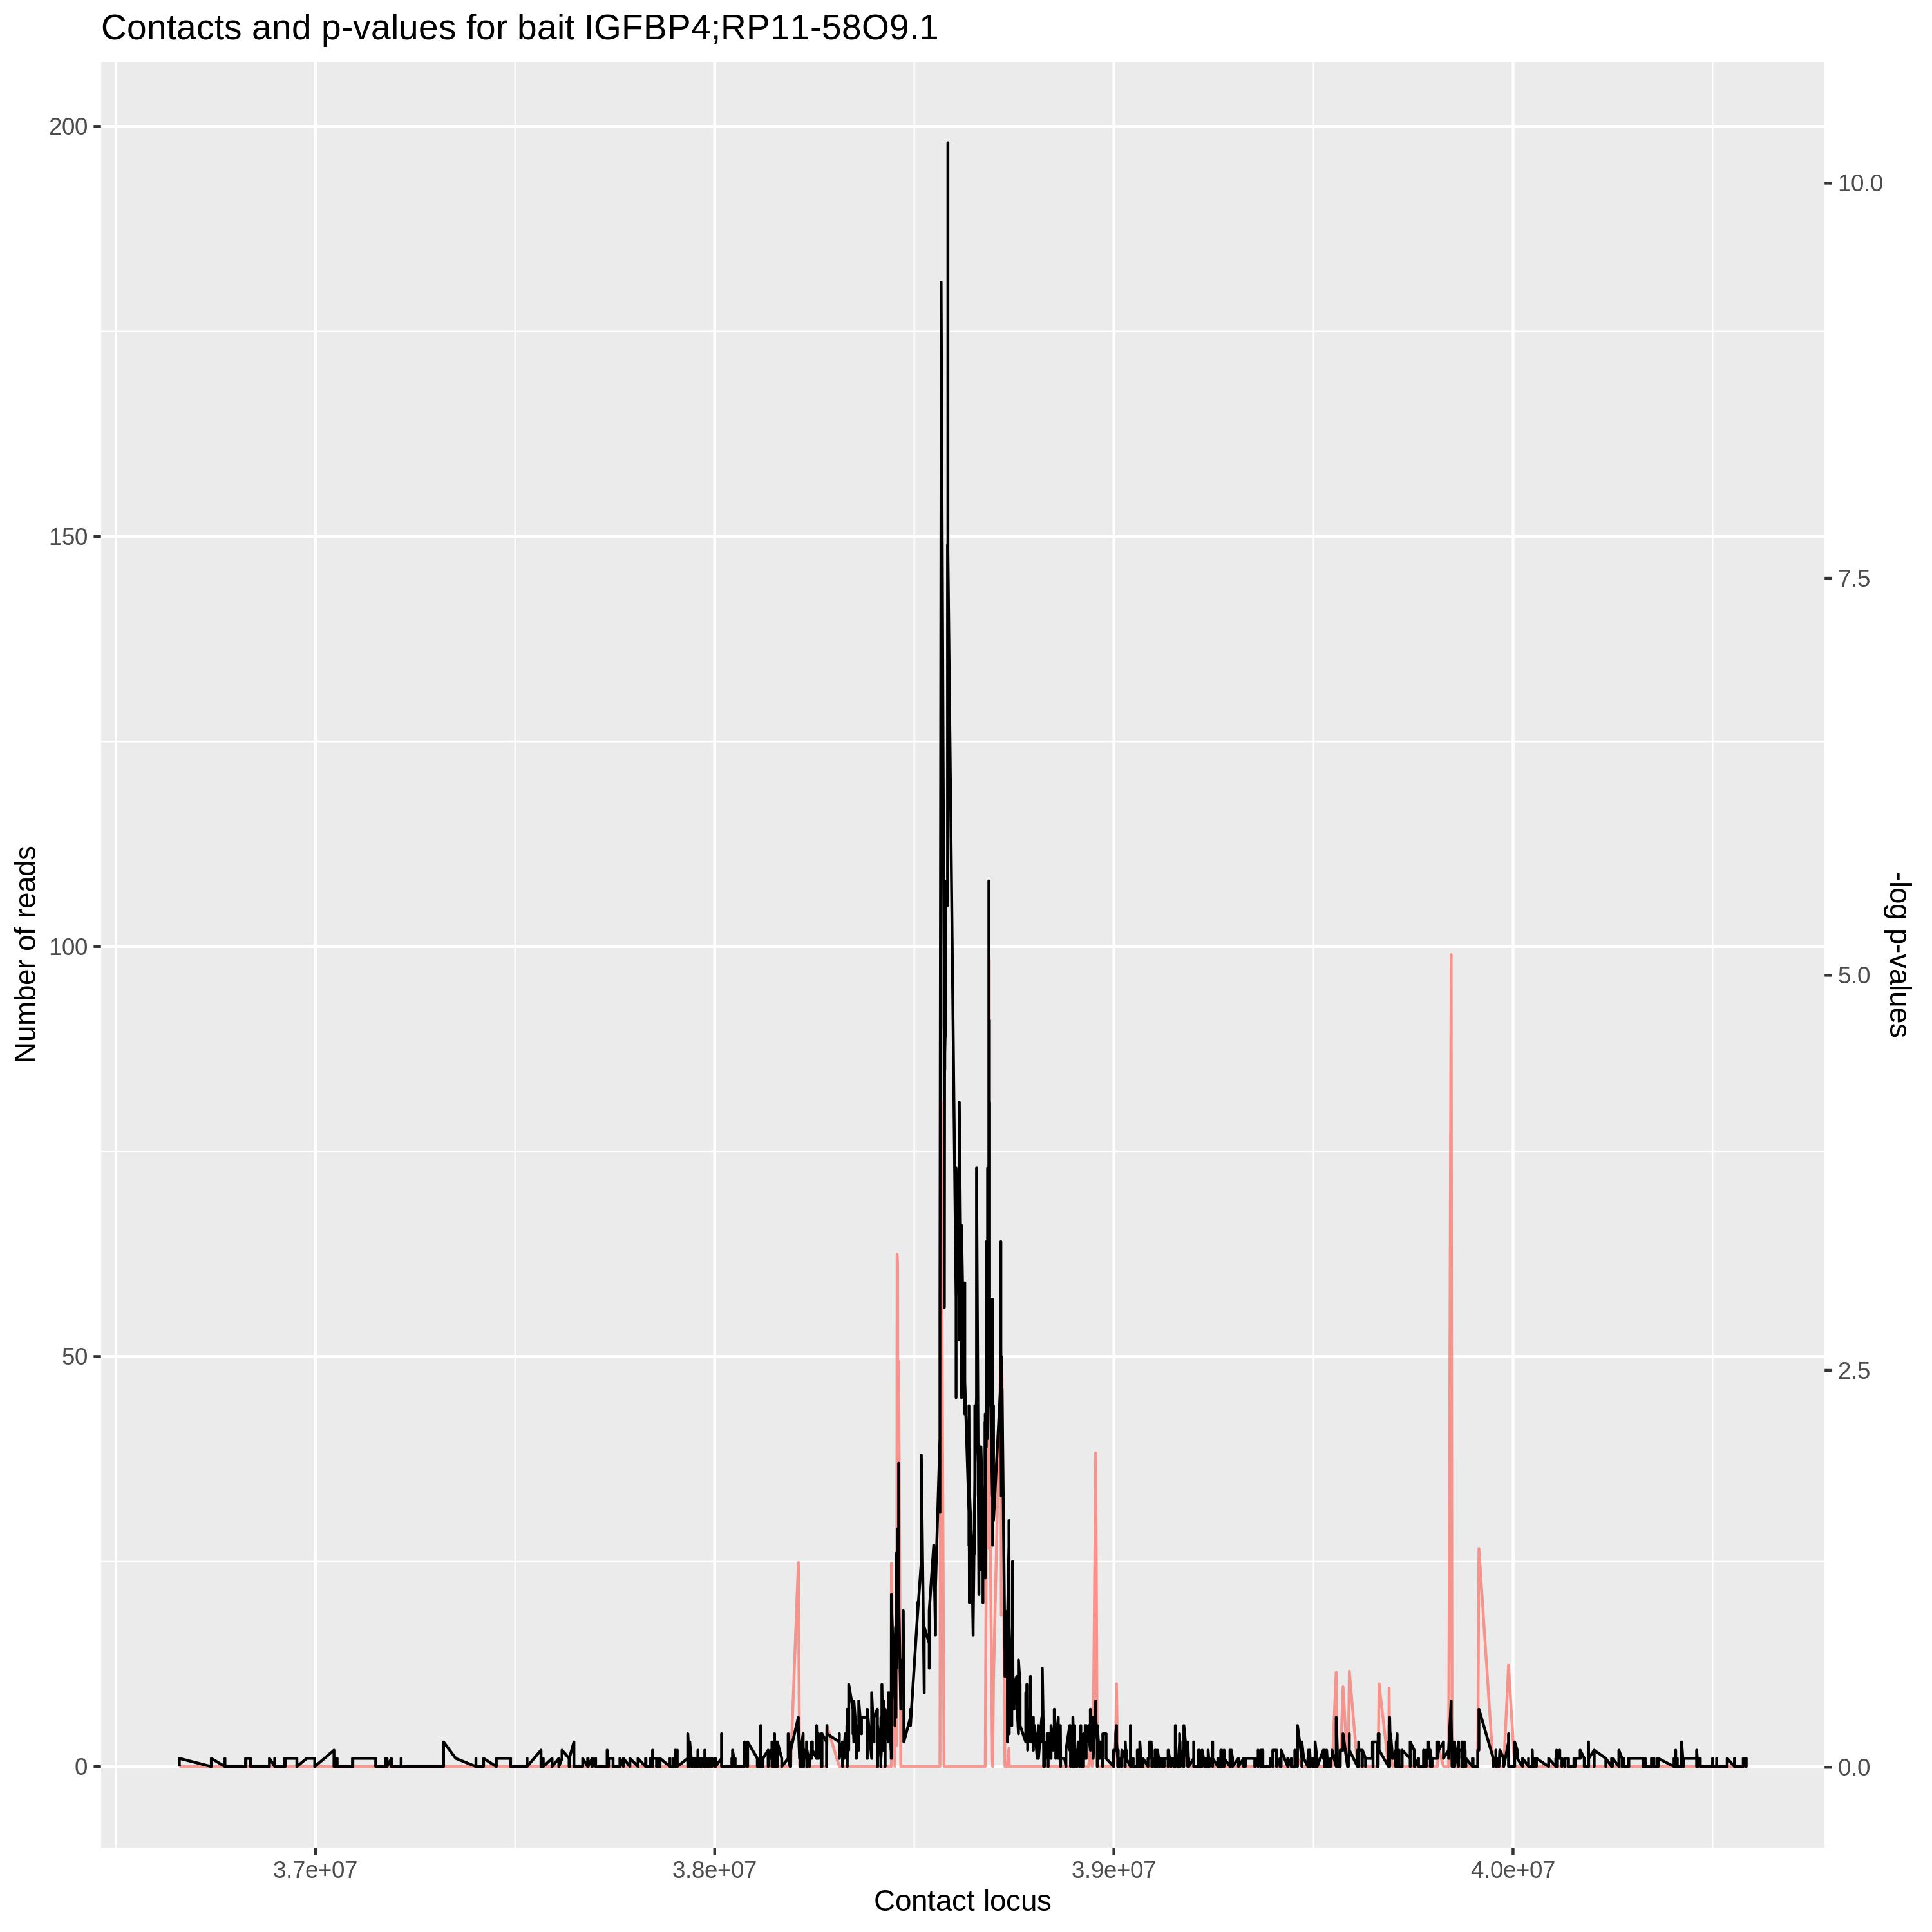 Contacts and p-values for bait IGFBP4;RP11-58O9.1
200
150
100
50
0
Number of reads
10.0
7.5
5.0
2.5
0.0
-log p-values
3.7e+07
3.8e+07
3.9e+07
4.0e+07
Contact locus